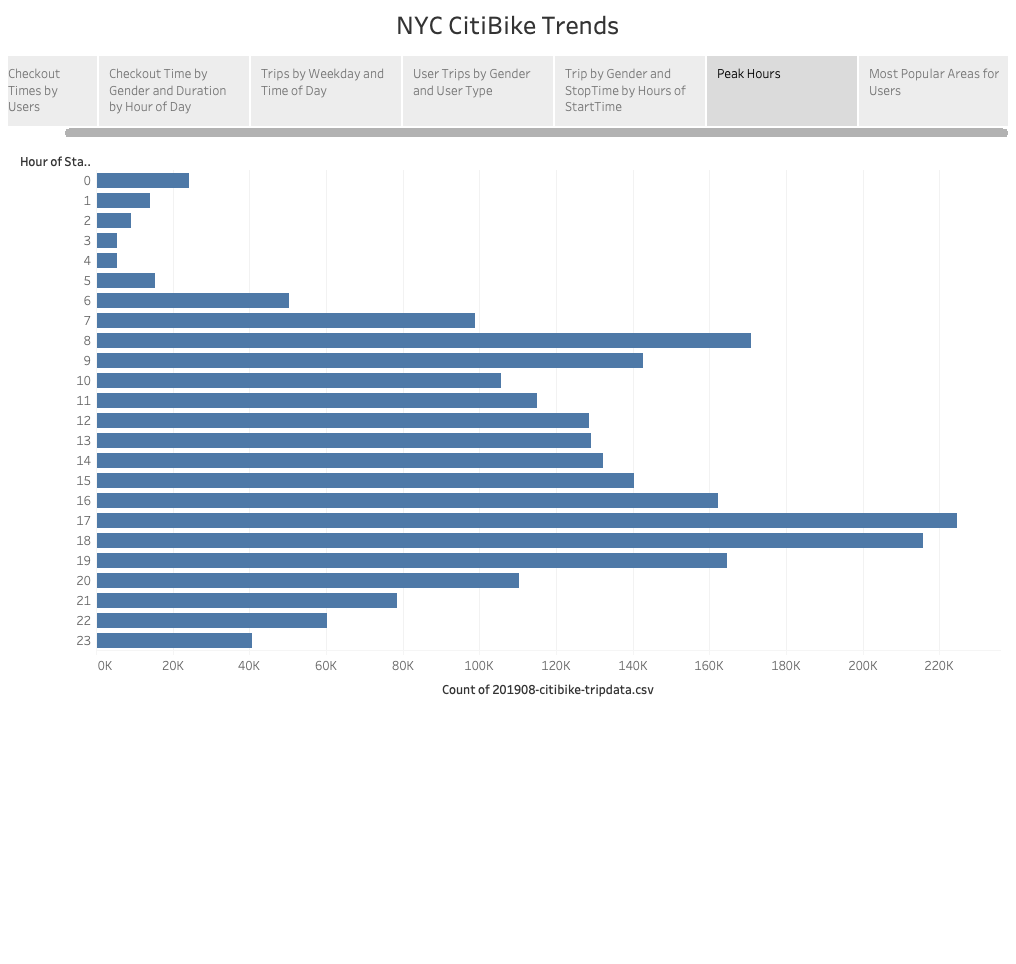 NYC CitiBike Trends
Checkout
Times by
Users
Checkout Time by
Gender and Duration
by Hour of Day
Trips by Weekday and
Time of Day
User Trips by Gender
and User Type
Trip by Gender and
StopTime by Hours of
StartTime
Peak Hours
Most Popular Areas for
Users
Hour of Sta..
0
1
2
3
4
5
6
7
8
9
10
11
12
13
14
15
16
17
18
19
20
21
22
23
0K 20K 40K 60K 80K 100K 120K 140K 160K 180K 200K 220K
Count of 201908-citibike-tripdata.csv